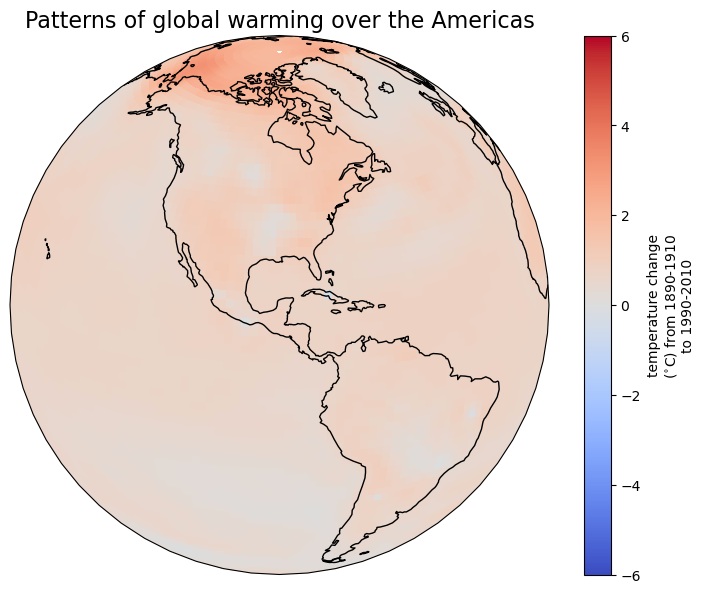 Patterns of global warming over the Americas
6
4
2
0
−2
−4
−6
temperature change
(°C) from 1890-1910
to 1990-2010